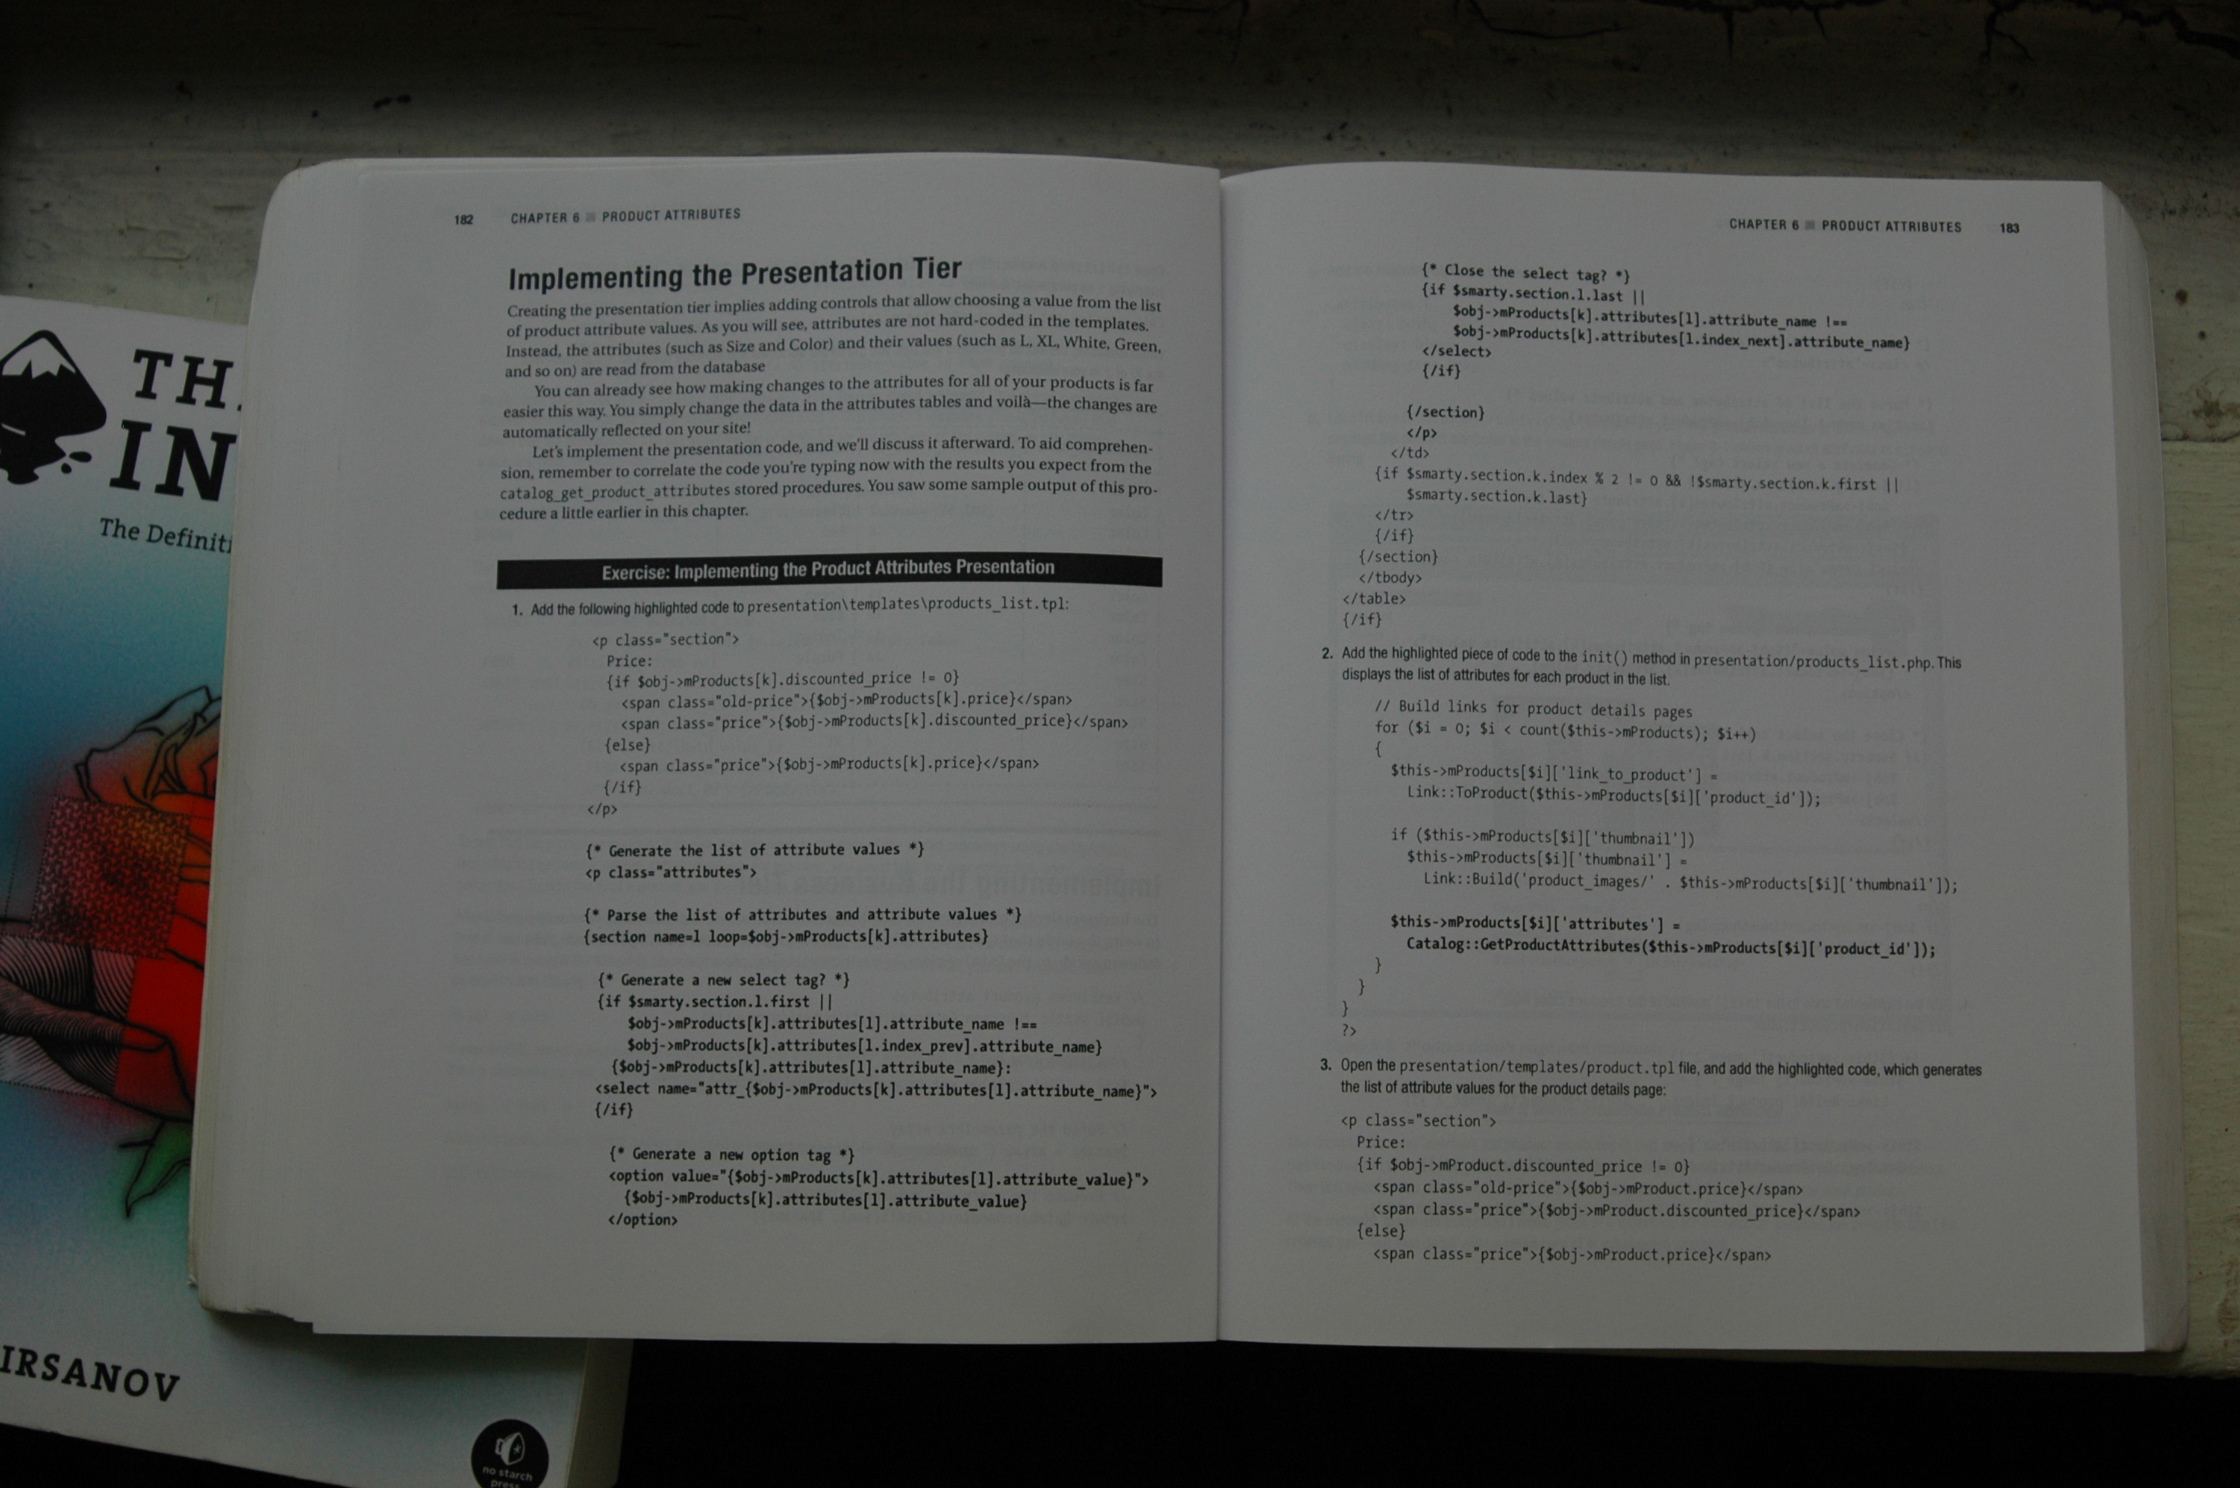 182 CHAPTER 6 ■ PRODUCT ATTRIBUTES
Implementing the Presentation Tier
Creating the presentation tier implies adding controls that allow choosing a value from the list
of product attribute values. As you will see, attributes are not hard-coded in the templates.
Instead, the attributes (such as Size and Color) and their values (such as L, XL, White, Green,
and so on) are read from the database
You can already see how making changes to the attributes for all of your products is far
easier this way. You simply change the data in the attributes tables and voilà—the changes are
automatically reflected on your site!
Let's implement the presentation code, and we'll discuss it afterward. To aid comprehen-
sion, remember to correlate the code you're typing now with the results you expect from the
catalog_get_product_attributes stored procedures. You saw some sample output of this pro-
cedure a little earlier in this chapter.
Exercise: Implementing the Product Attributes Presentation
1. Add the following highlighted code to presentation\templates\products_list.tpl:
<p class="section">
Price:
{if $obj->mProducts[k].discounted_price != 0}
<span class="old-price">{$obj->mProducts[k].price}</span>
<span class="price">{$obj->mProducts[k].discounted_price}</span>
{else}
<span class="price">{$obj->mProducts[k].price}</span>
{/if}
</p>
{* Generate the list of attribute values *}
<p class="attributes">
{* Parse the list of attributes and attribute values *}
{section name=l loop=$obj->mProducts[k].attributes}
{* Generate a new select tag? *}
{if $smarty.section.l.first ||
$obj->mProducts[k].attributes[l].attribute_name !==
$obj->mProducts[k].attributes[l.index_prev].attribute_name}
{$obj->mProducts[k].attributes[l].attribute_name}:
<select name="attr_{$obj->mProducts[k].attributes[l].attribute_name}">
{/if}
{* Generate a new option tag *}
<option value="{$obj->mProducts[k].attributes[l].attribute_value}">
{$obj->mProducts[k].attributes[l].attribute_value}
</option>
CHAPTER 6 ■ PRODUCT ATTRIBUTES 183
{* Close the select tag? *}
{if $smarty.section.l.last ||
$obj->mProducts[k].attributes[l].attribute_name !==
$obj->mProducts[k].attributes[l.index_next].attribute_name}
</select>
{/if}
{/section}
</p>
</td>
{if $smarty.section.k.index % 2 != 0 && !$smarty.section.k.first ||
$smarty.section.k.last}
</tr>
{/if}
{/section}
</tbody>
</table>
{/if}
2. Add the highlighted piece of code to the init() method in presentation/products_list.php. This
displays the list of attributes for each product in the list.
// Build links for product details pages
for ($i = 0; $i < count($this->mProducts); $i++)
{
$this->mProducts[$i]['link_to_product'] =
Link::ToProduct($this->mProducts[$i]['product_id']);
if ($this->mProducts[$i]['thumbnail'])
$this->mProducts[$i]['thumbnail'] =
Link::Build('product_images/' . $this->mProducts[$i]['thumbnail']);
$this->mProducts[$i]['attributes'] =
Catalog::GetProductAttributes($this->mProducts[$i]['product_id']);
}
}
}
?>
3. Open the presentation/templates/product.tpl file, and add the highlighted code, which generates
the list of attribute values for the product details page:
<p class="section">
Price:
{if $obj->mProduct.discounted_price != 0}
<span class="old-price">{$obj->mProduct.price}</span>
<span class="price">{$obj->mProduct.discounted_price}</span>
{else}
<span class="price">{$obj->mProduct.price}</span>
TH
IN
The Definiti
IRSANOV
no starch
press